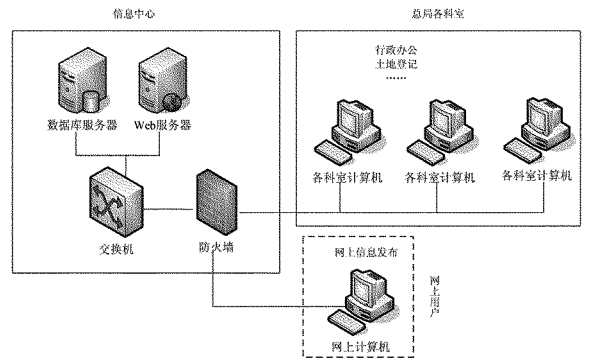 信息中心
总局各科室
行政办公
土地登记
……
数据库服务器
Web服务器
各科室计算机
各科室计算机
各科室计算机
交换机
防火墙
网上信息发布
网上计算机
网上用户